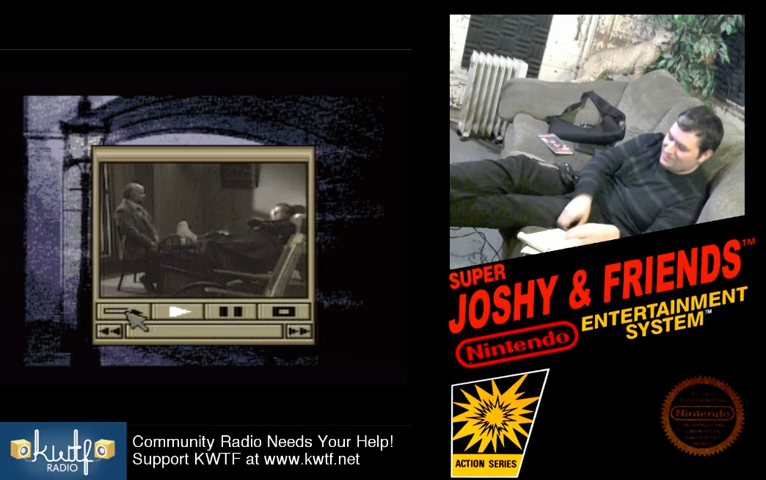 SUPER
JOSHY & FRIENDS™
Nintendo®
ENTERTAINMENT
SYSTEM™
ACTION SERIES
Nintendo
kwtf
RADIO
Community Radio Needs Your Help!
Support KWTF at www.kwtf.net